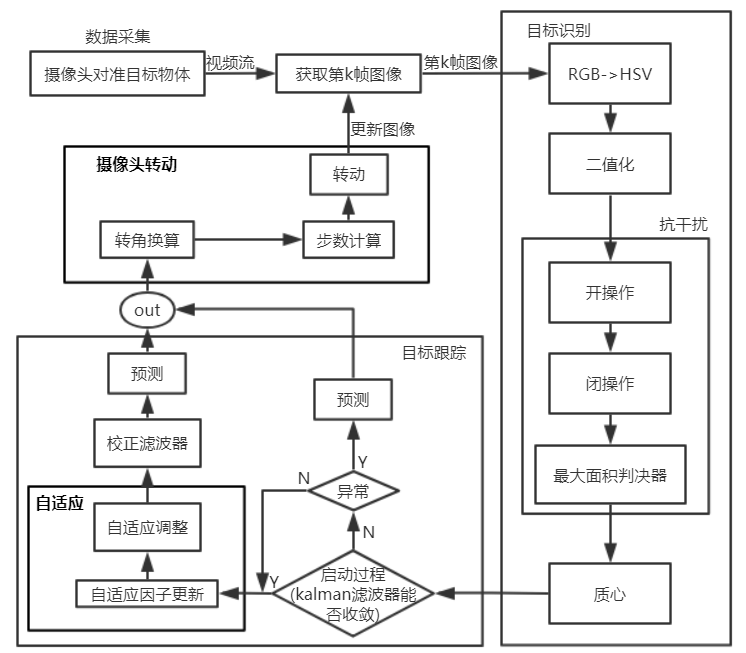 数据采集
目标识别
摄像头对准目标物体
视频流
获取第k帧图像
第k帧图像
RGB->HSV
更新图像
摄像头转动
转动
二值化
转角换算
步数计算
抗干扰
开操作
out
目标跟踪
预测
预测
闭操作
校正滤波器
Y
最大面积判决器
自适应
N
异常
自适应调整
N
自适应因子更新
Y
启动过程
(kalman滤波器能
否收敛)
质心